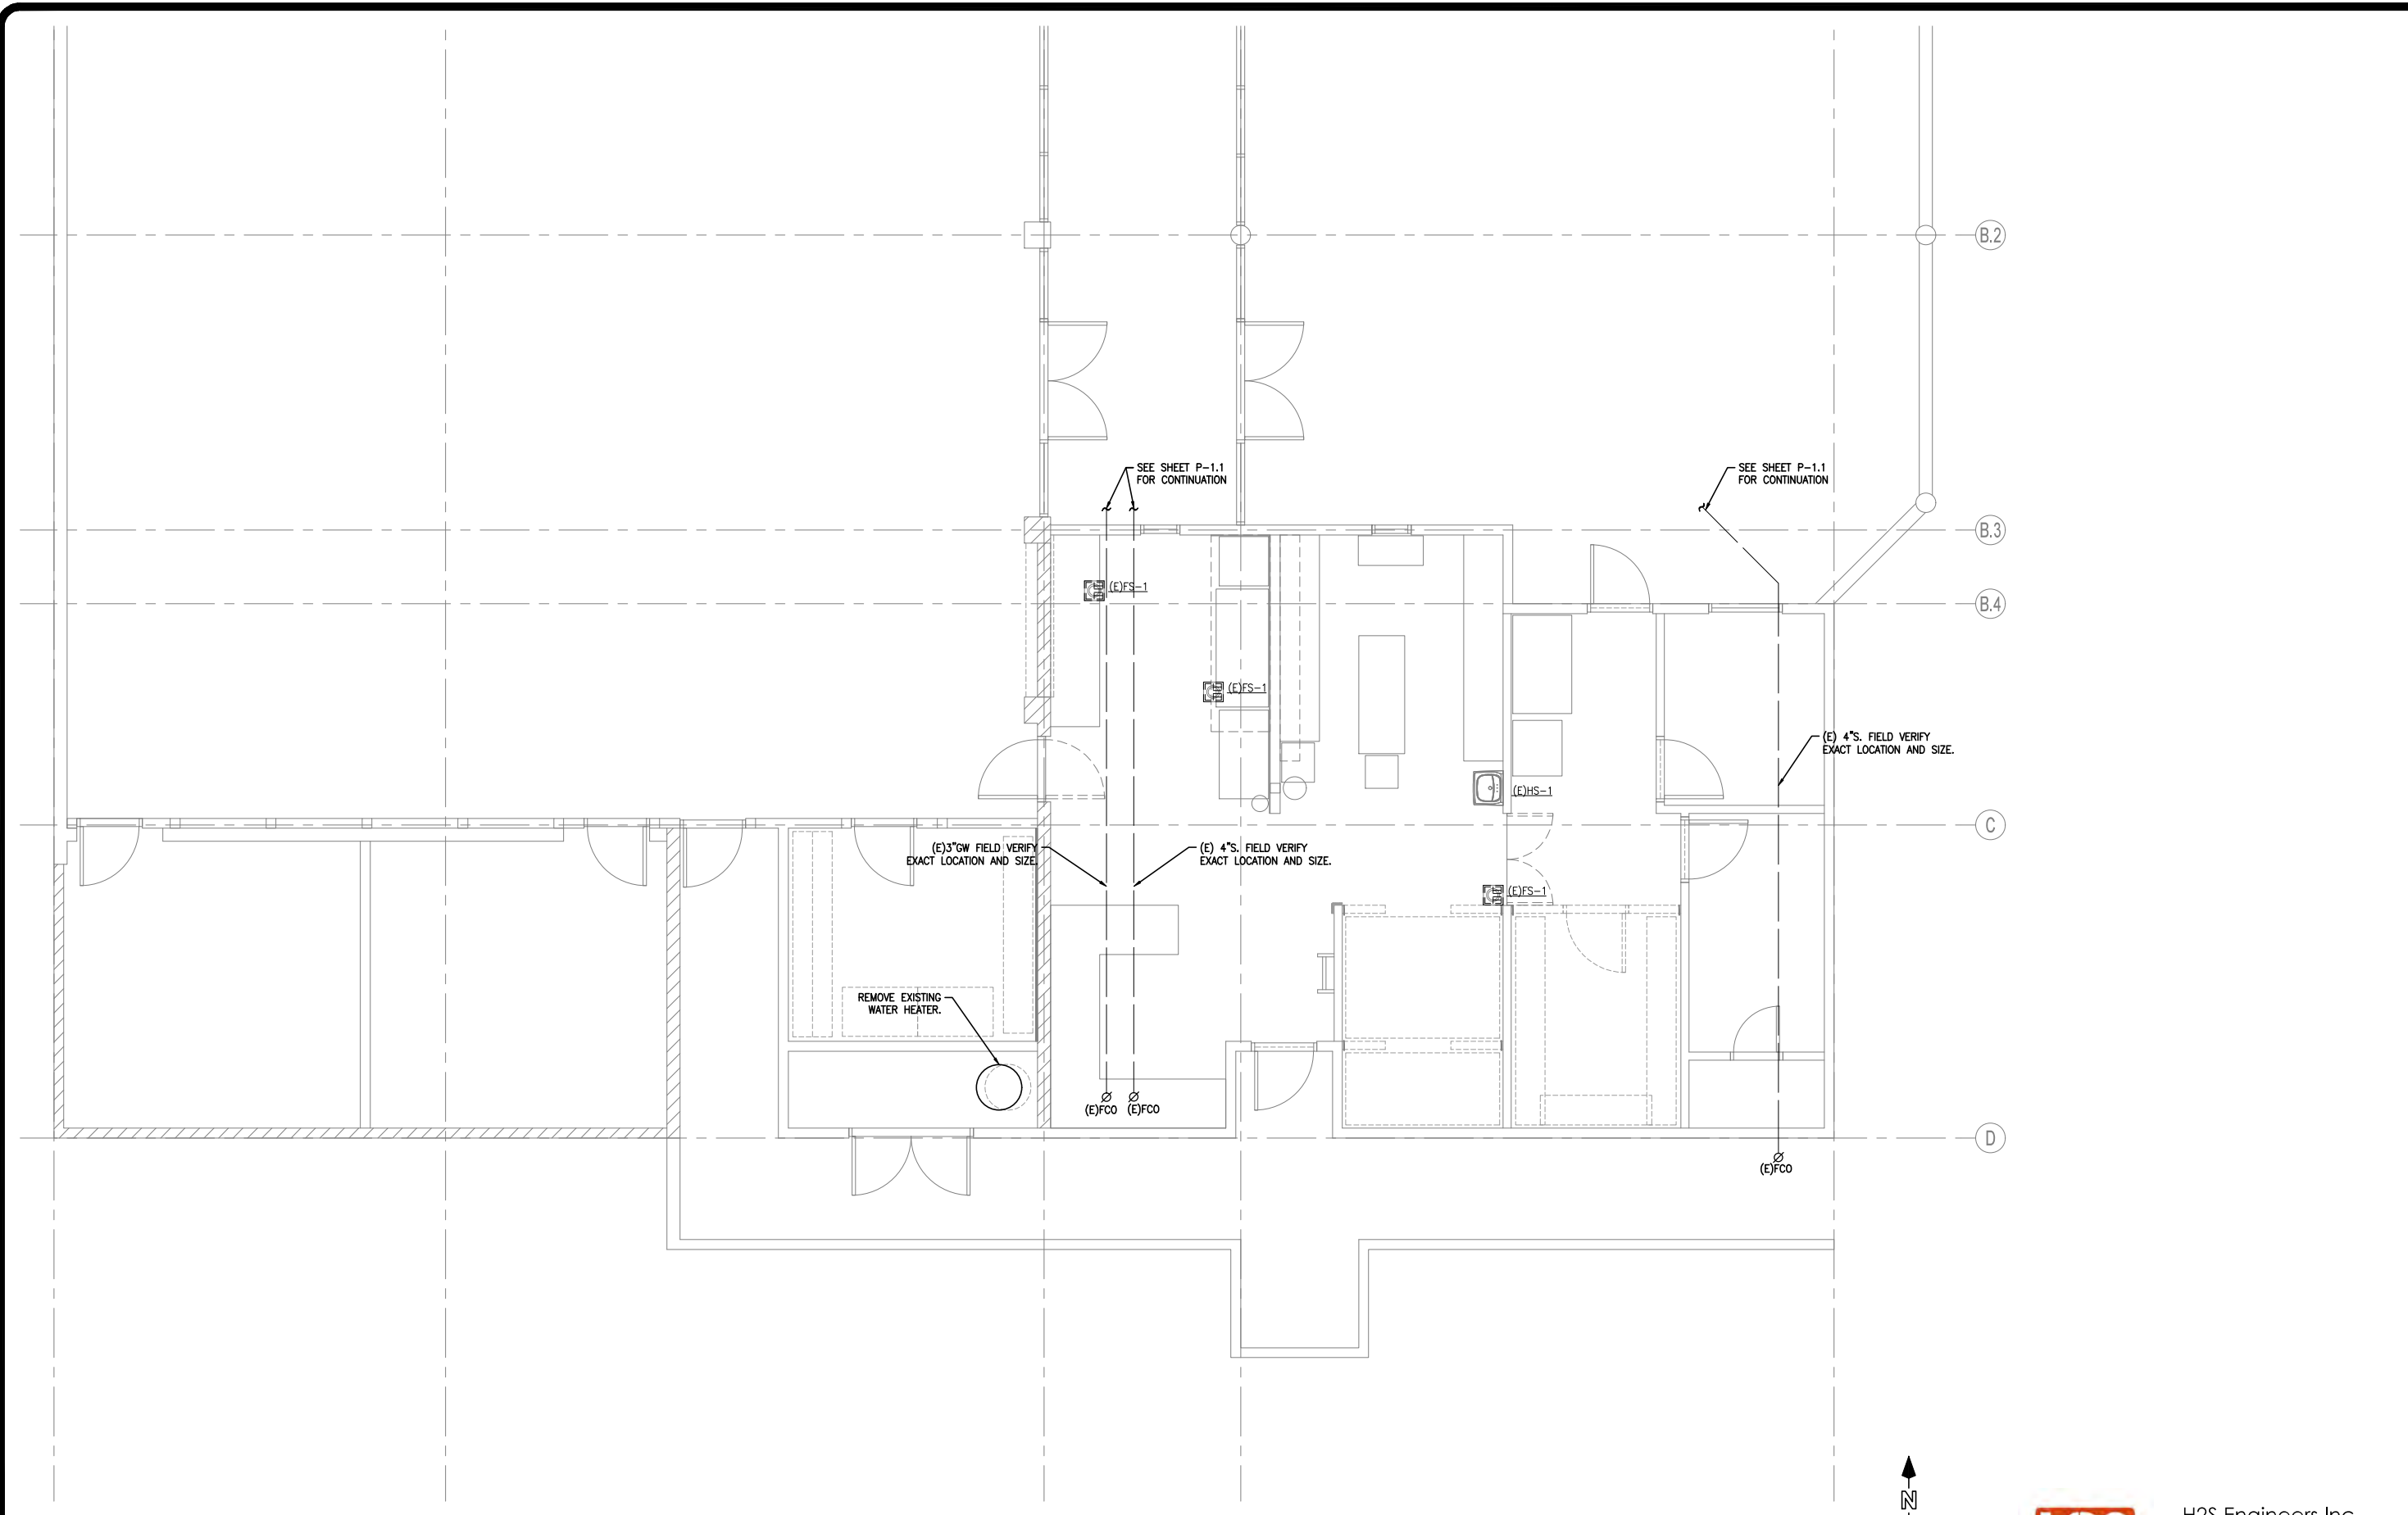 B.2
SEE SHEET P-1.1
FOR CONTINUATION
SEE SHEET P-1.1
FOR CONTINUATION
B.3
(E)FS-1
B.4
(E)FS-1
(E) 4"S. FIELD VERIFY
EXACT LOCATION AND SIZE.
(E)HS-1
C
(E)3"GW FIELD VERIFY
EXACT LOCATION AND SIZE.
(E) 4"S. FIELD VERIFY
EXACT LOCATION AND SIZE.
(E)FS-1
REMOVE EXISTING
WATER HEATER.
(E)FCO
(E)FCO
D
(E)FCO
N
H2S Engineers Inc